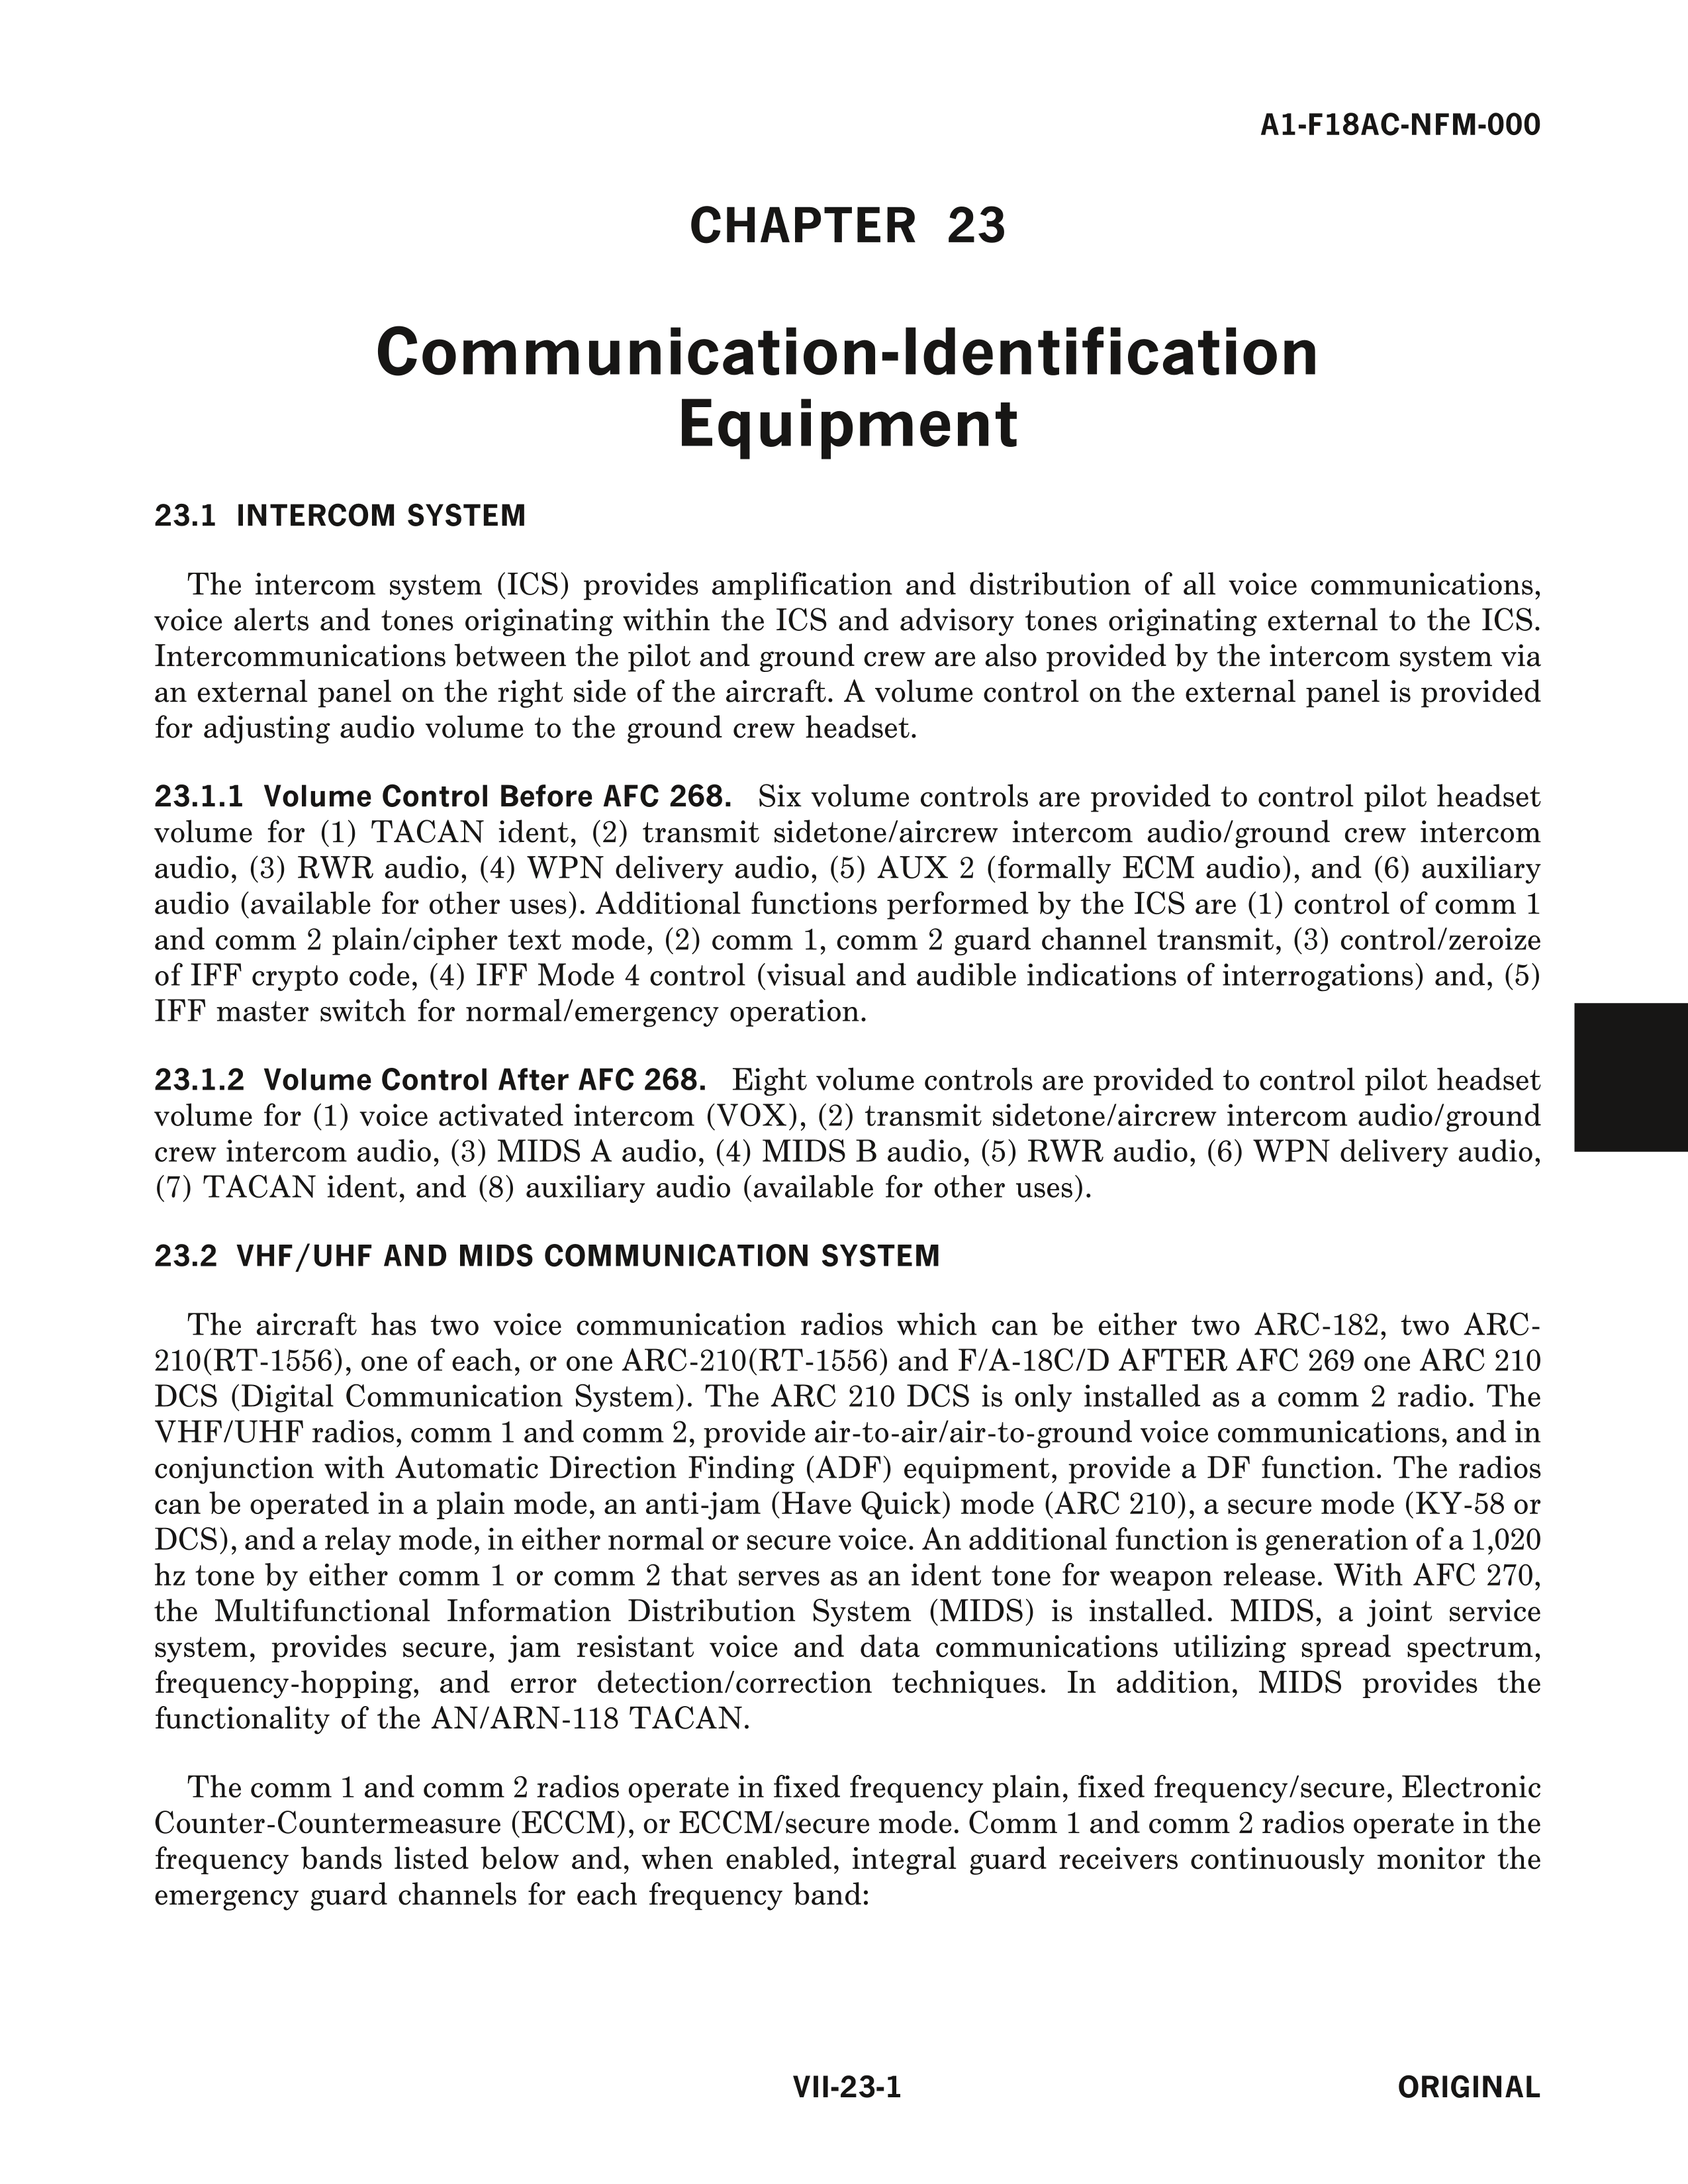 A1-F18AC-NFM-000
CHAPTER 23
Communication-Identification
Equipment
23.1 INTERCOM SYSTEM
The intercom system (ICS) provides amplification and distribution of all voice communications,
voice alerts and tones originating within the ICS and advisory tones originating external to the ICS.
Intercommunications between the pilot and ground crew are also provided by the intercom system via
an external panel on the right side of the aircraft. A volume control on the external panel is provided
for adjusting audio volume to the ground crew headset.
23.1.1 Volume Control Before AFC 268. Six volume controls are provided to control pilot headset
volume for (1) TACAN ident, (2) transmit sidetone/aircrew intercom audio/ground crew intercom
audio, (3) RWR audio, (4) WPN delivery audio, (5) AUX 2 (formally ECM audio), and (6) auxiliary
audio (available for other uses). Additional functions performed by the ICS are (1) control of comm 1
and comm 2 plain/cipher text mode, (2) comm 1, comm 2 guard channel transmit, (3) control/zeroize
of IFF crypto code, (4) IFF Mode 4 control (visual and audible indications of interrogations) and, (5)
IFF master switch for normal/emergency operation.
23.1.2 Volume Control After AFC 268. Eight volume controls are provided to control pilot headset
volume for (1) voice activated intercom (VOX), (2) transmit sidetone/aircrew intercom audio/ground
crew intercom audio, (3) MIDS A audio, (4) MIDS B audio, (5) RWR audio, (6) WPN delivery audio,
(7) TACAN ident, and (8) auxiliary audio (available for other uses).
23.2 VHF/UHF AND MIDS COMMUNICATION SYSTEM
The aircraft has two voice communication radios which can be either two ARC-182, two ARC-
210(RT-1556), one of each, or one ARC-210(RT-1556) and F/A-18C/D AFTER AFC 269 one ARC 210
DCS (Digital Communication System). The ARC 210 DCS is only installed as a comm 2 radio. The
VHF/UHF radios, comm 1 and comm 2, provide air-to-air/air-to-ground voice communications, and in
conjunction with Automatic Direction Finding (ADF) equipment, provide a DF function. The radios
can be operated in a plain mode, an anti-jam (Have Quick) mode (ARC 210), a secure mode (KY-58 or
DCS), and a relay mode, in either normal or secure voice. An additional function is generation of a 1,020
hz tone by either comm 1 or comm 2 that serves as an ident tone for weapon release. With AFC 270,
the Multifunctional Information Distribution System (MIDS) is installed. MIDS, a joint service
system, provides secure, jam resistant voice and data communications utilizing spread spectrum,
frequency-hopping, and error detection/correction techniques. In addition, MIDS provides the
functionality of the AN/ARN-118 TACAN.
The comm 1 and comm 2 radios operate in fixed frequency plain, fixed frequency/secure, Electronic
Counter-Countermeasure (ECCM), or ECCM/secure mode. Comm 1 and comm 2 radios operate in the
frequency bands listed below and, when enabled, integral guard receivers continuously monitor the
emergency guard channels for each frequency band:
VII-23-1
ORIGINAL